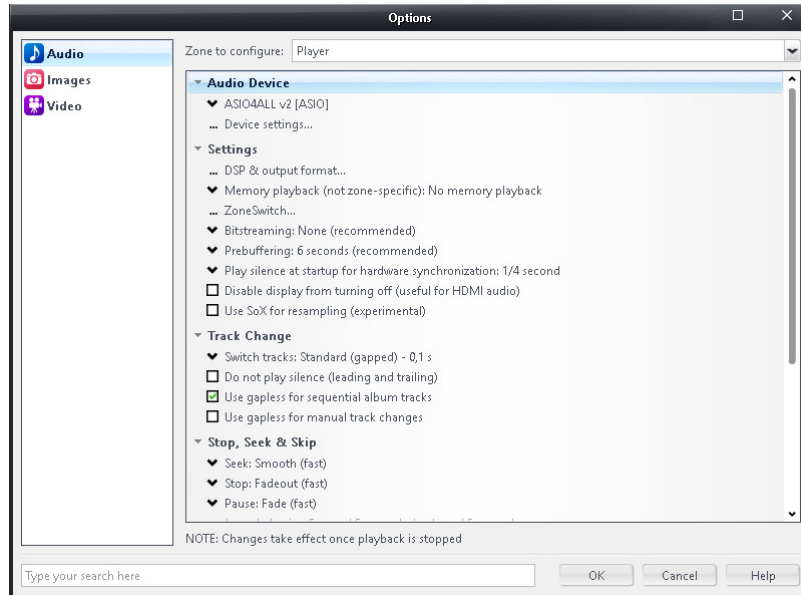 Options
Audio
Images
Video
Zone to configure: Player
Audio Device
ASIO4ALL v2 [ASIO]
... Device settings...
Settings
... DSP & output format...
Memory playback (not zone-specific): No memory playback
... ZoneSwitch...
Bitstreaming: None (recommended)
Prebuffering: 6 seconds (recommended)
Play silence at startup for hardware synchronization: 1/4 second
Disable display from turning off (useful for HDMI audio)
Use SoX for resampling (experimental)
Track Change
Switch tracks: Standard (gapped) - 0,1 s
Do not play silence (leading and trailing)
Use gapless for sequential album tracks
Use gapless for manual track changes
Stop, Seek & Skip
Seek: Smooth (fast)
Stop: Fadeout (fast)
Pause: Fade (fast)
NOTE: Changes take effect once playback is stopped
Type your search here
OK Cancel Help